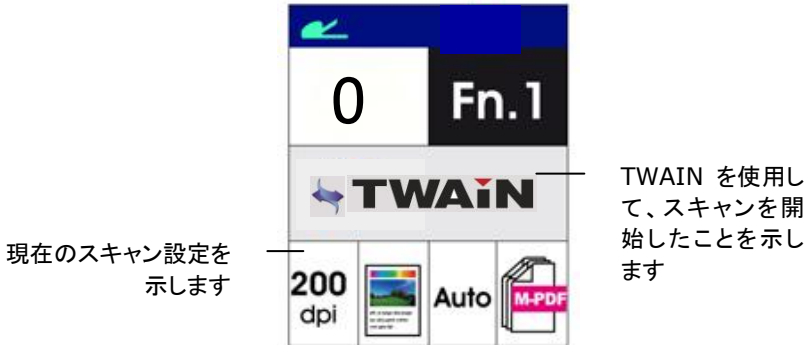 0
Fn.1
TWAIN
TWAIN を使用し
て、スキャンを開
始したことを示し
ます
現在のスキャン設定を
示します
200
dpi
Auto
M-PDF